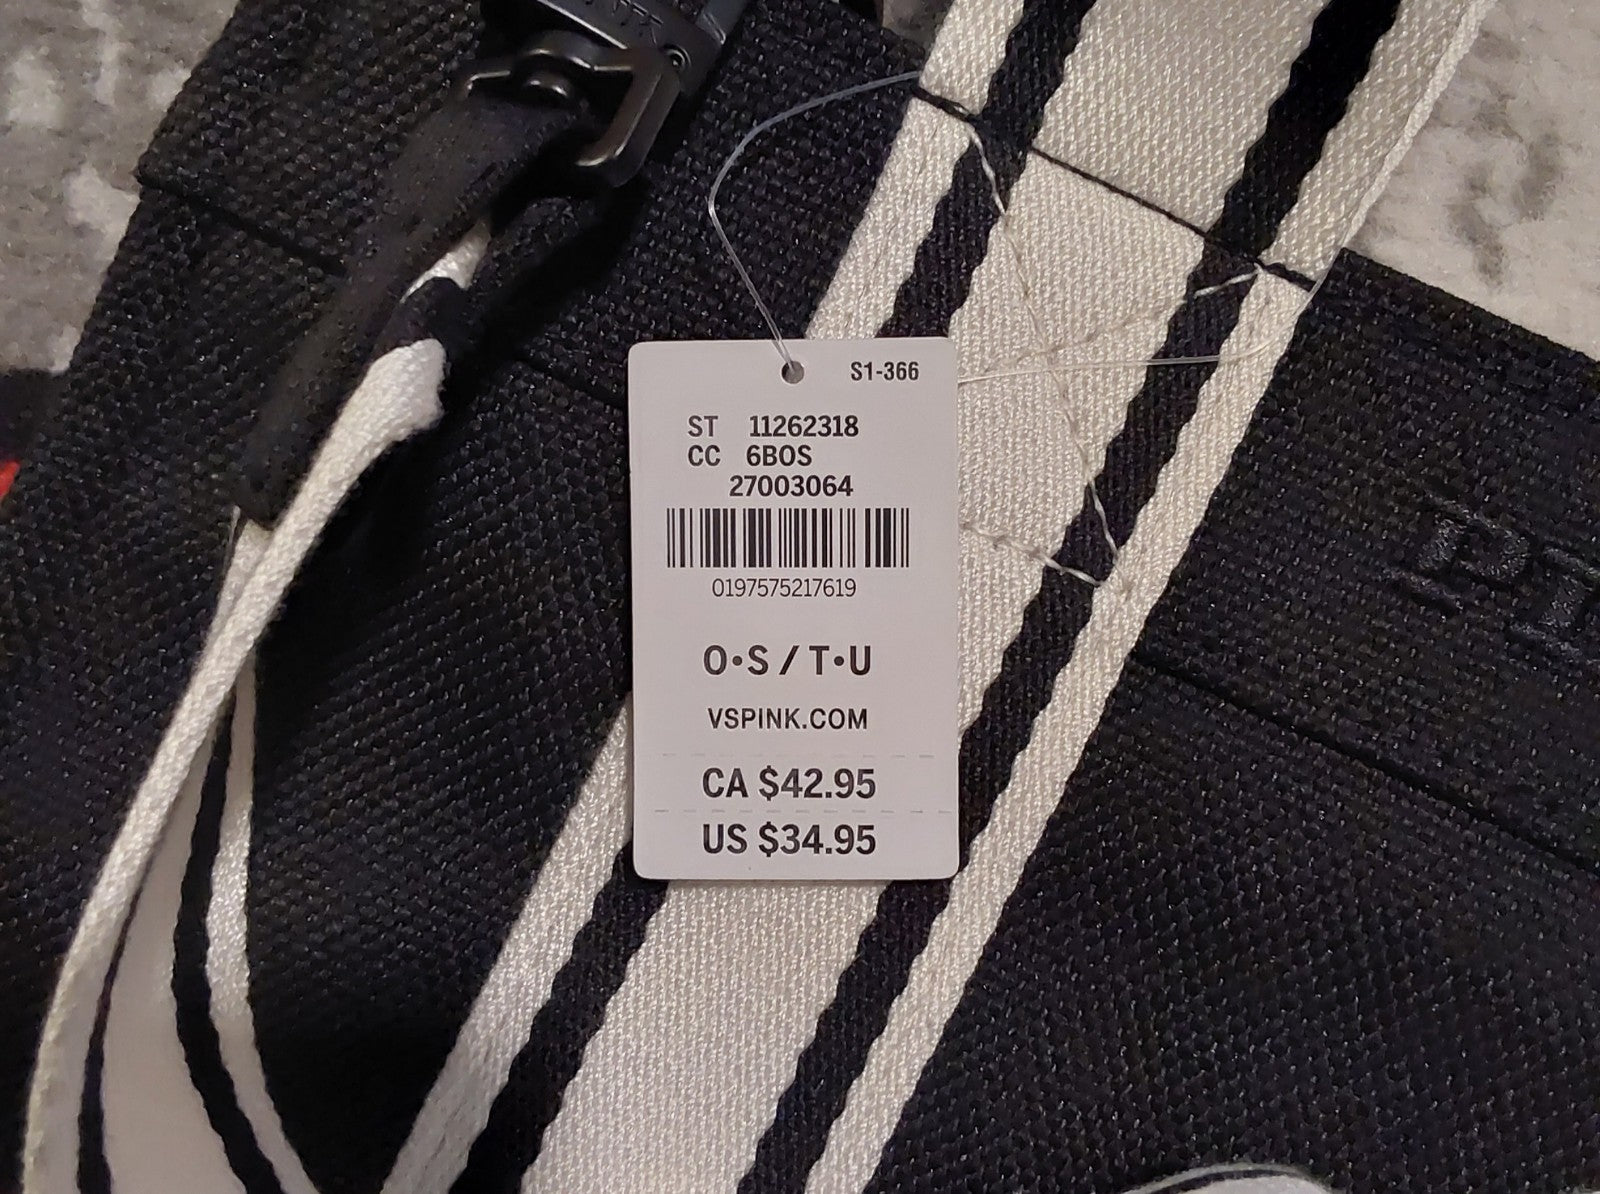 S1-366
ST 11262318
CC 6BOS
27003064
0197575217619
O•S / T•U
VSPINK.COM
CA $42.95
US $34.95